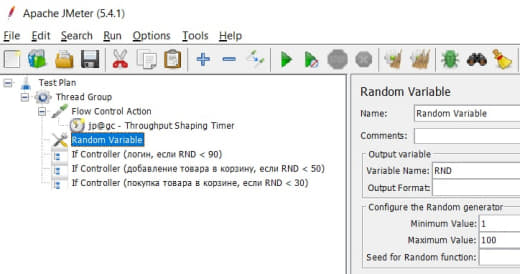 Apache JMeter (5.4.1)
File Edit Search Run Options Tools Help
Test Plan
Thread Group
Flow Control Action
jp@gc - Throughput Shaping Timer
Random Variable
If Controller (логин, если RND < 90)
If Controller (добавление товара в корзину, если RND < 50)
If Controller (покупка товара в корзине, если RND < 30)
Random Variable
Name: Random Variable
Comments:
Output variable
Variable Name: RND
Output Format:
Configure the Random generator
Minimum Value: 1
Maximum Value: 100
Seed for Random function: